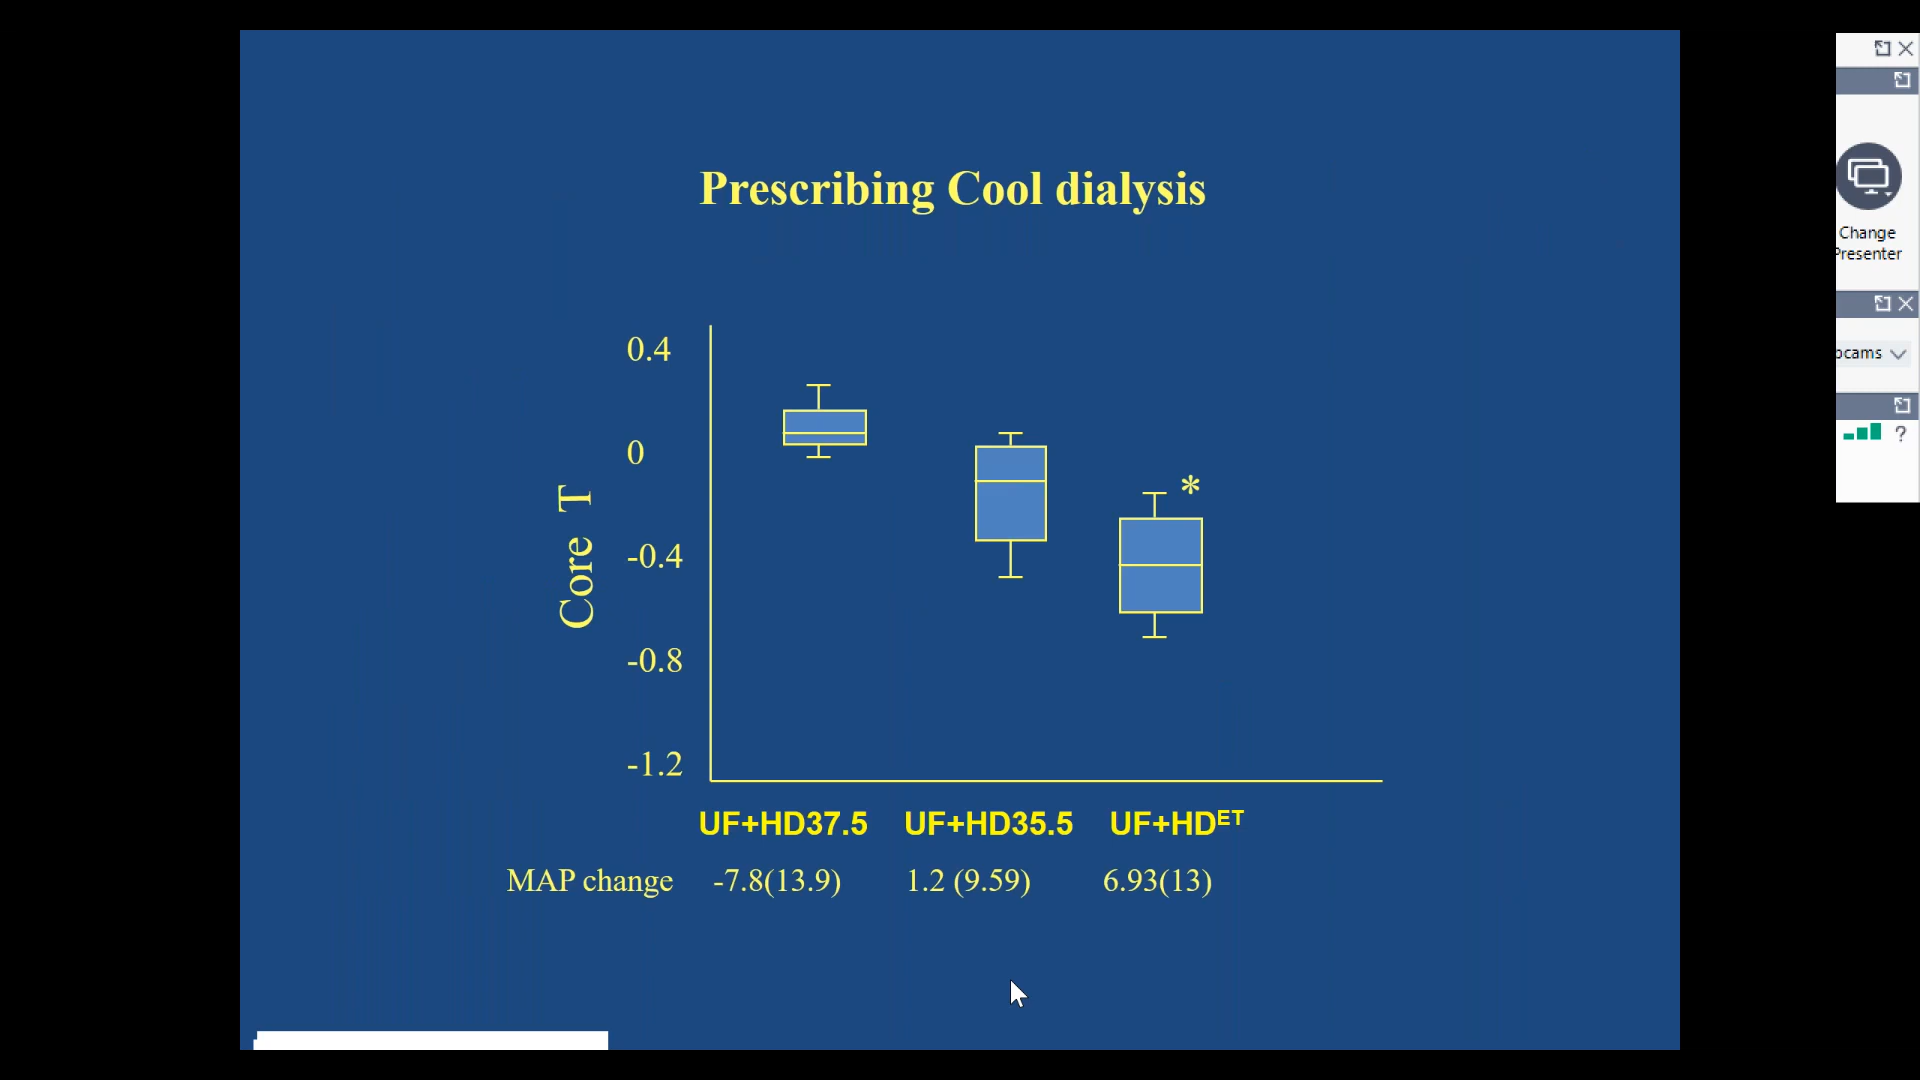 Prescribing Cool dialysis
0.4
0
-0.4
-0.8
-1.2
Core T
*
UF+HD37.5 UF+HD35.5 UF+HDᴱᵀ
MAP change -7.8(13.9) 1.2 (9.59) 6.93(13)
Change
Presenter
bcams
?